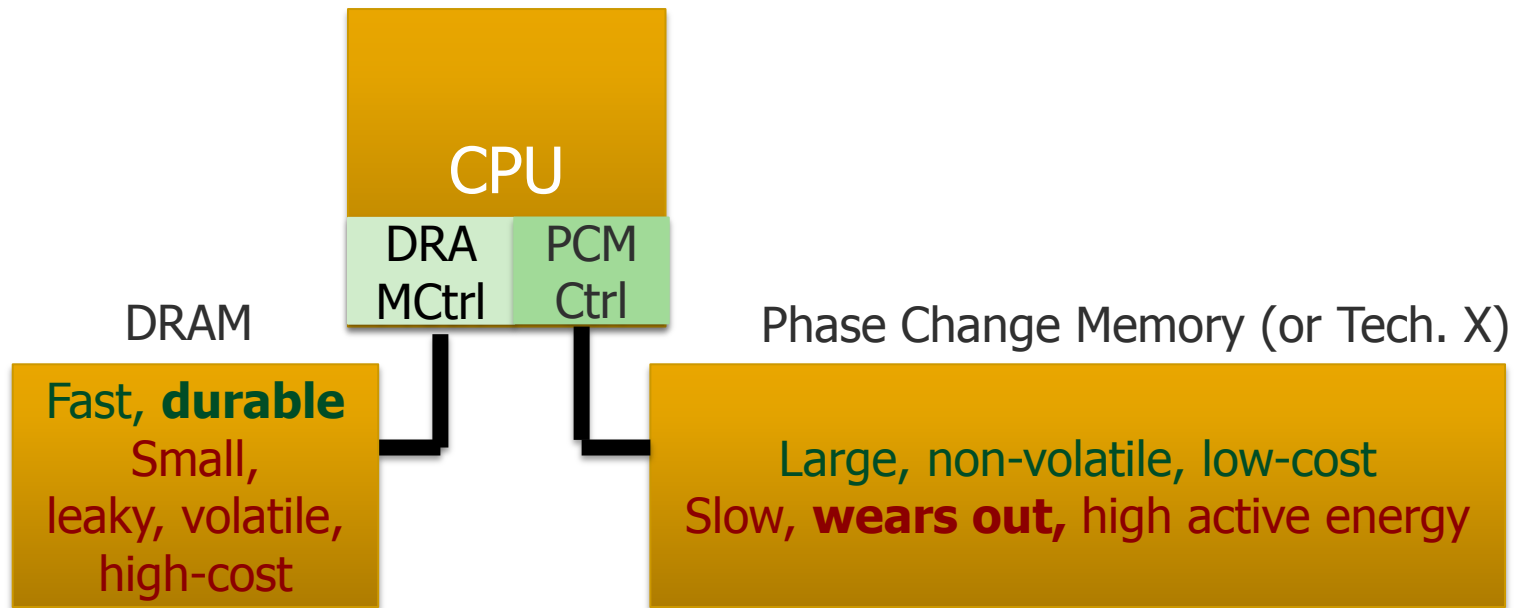 CPU
DRA
MCtrl
PCM
Ctrl
DRAM
Fast, durable
Small,
leaky, volatile,
high-cost
Phase Change Memory (or Tech. X)
Large, non-volatile, low-cost
Slow, wears out, high active energy